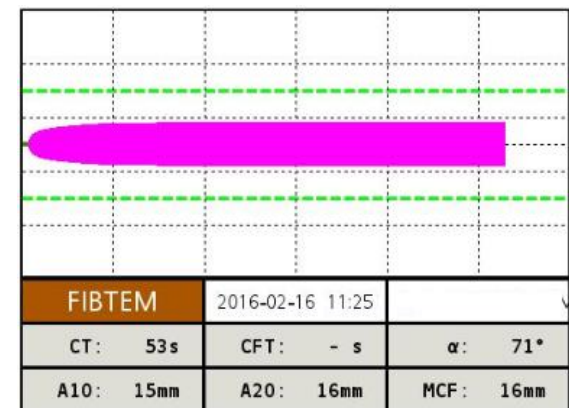 FIBTEM 2016-02-16 11:25
CT: 53s CFT: - s α: 71°
A10: 15mm A20: 16mm MCF: 16mm